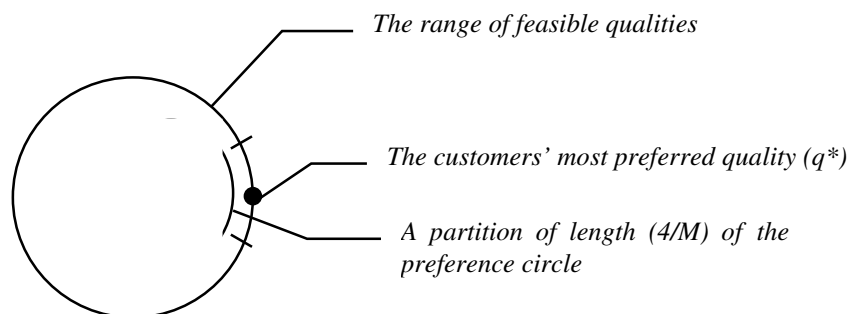 The range of feasible qualities
The customers' most preferred quality (q*)
A partition of length (4/M) of the
preference circle